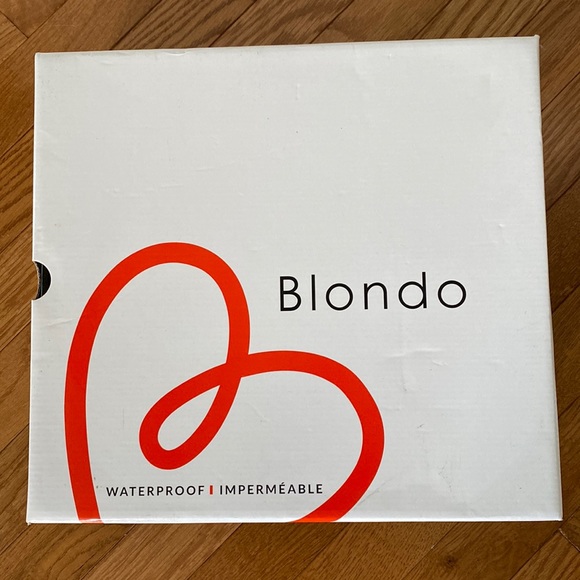 Blondo
WATERPROOF | IMPERMÉABLE